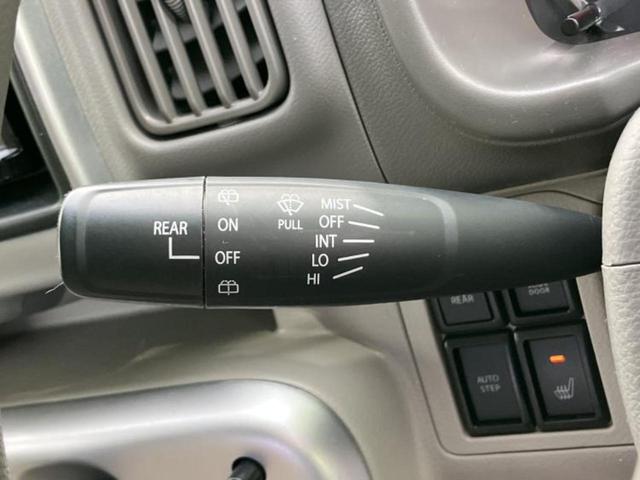 REAR
ON
OFF
PULL
MIST
OFF
INT
LO
HI
REAR
DOOR
AUTO
STEP